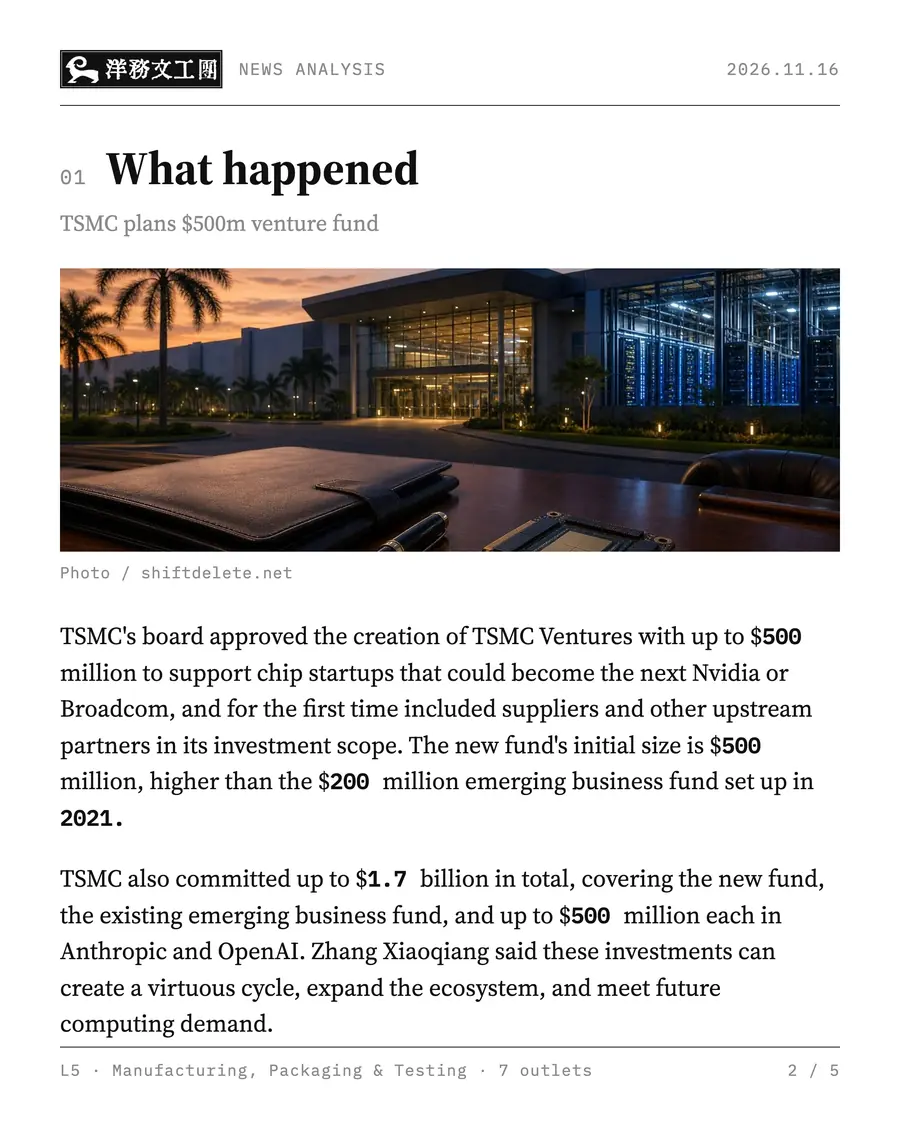 洋務文工團 NEWS ANALYSIS 2026.11.16
01 What happened
TSMC plans $500m venture fund
Photo / shiftdelete.net
TSMC's board approved the creation of TSMC Ventures with up to $500
million to support chip startups that could become the next Nvidia or
Broadcom, and for the first time included suppliers and other upstream
partners in its investment scope. The new fund's initial size is $500
million, higher than the $200 million emerging business fund set up in
2021.
TSMC also committed up to $1.7 billion in total, covering the new fund,
the existing emerging business fund, and up to $500 million each in
Anthropic and OpenAI. Zhang Xiaoqiang said these investments can
create a virtuous cycle, expand the ecosystem, and meet future
computing demand.
L5 · Manufacturing, Packaging & Testing · 7 outlets 2 / 5